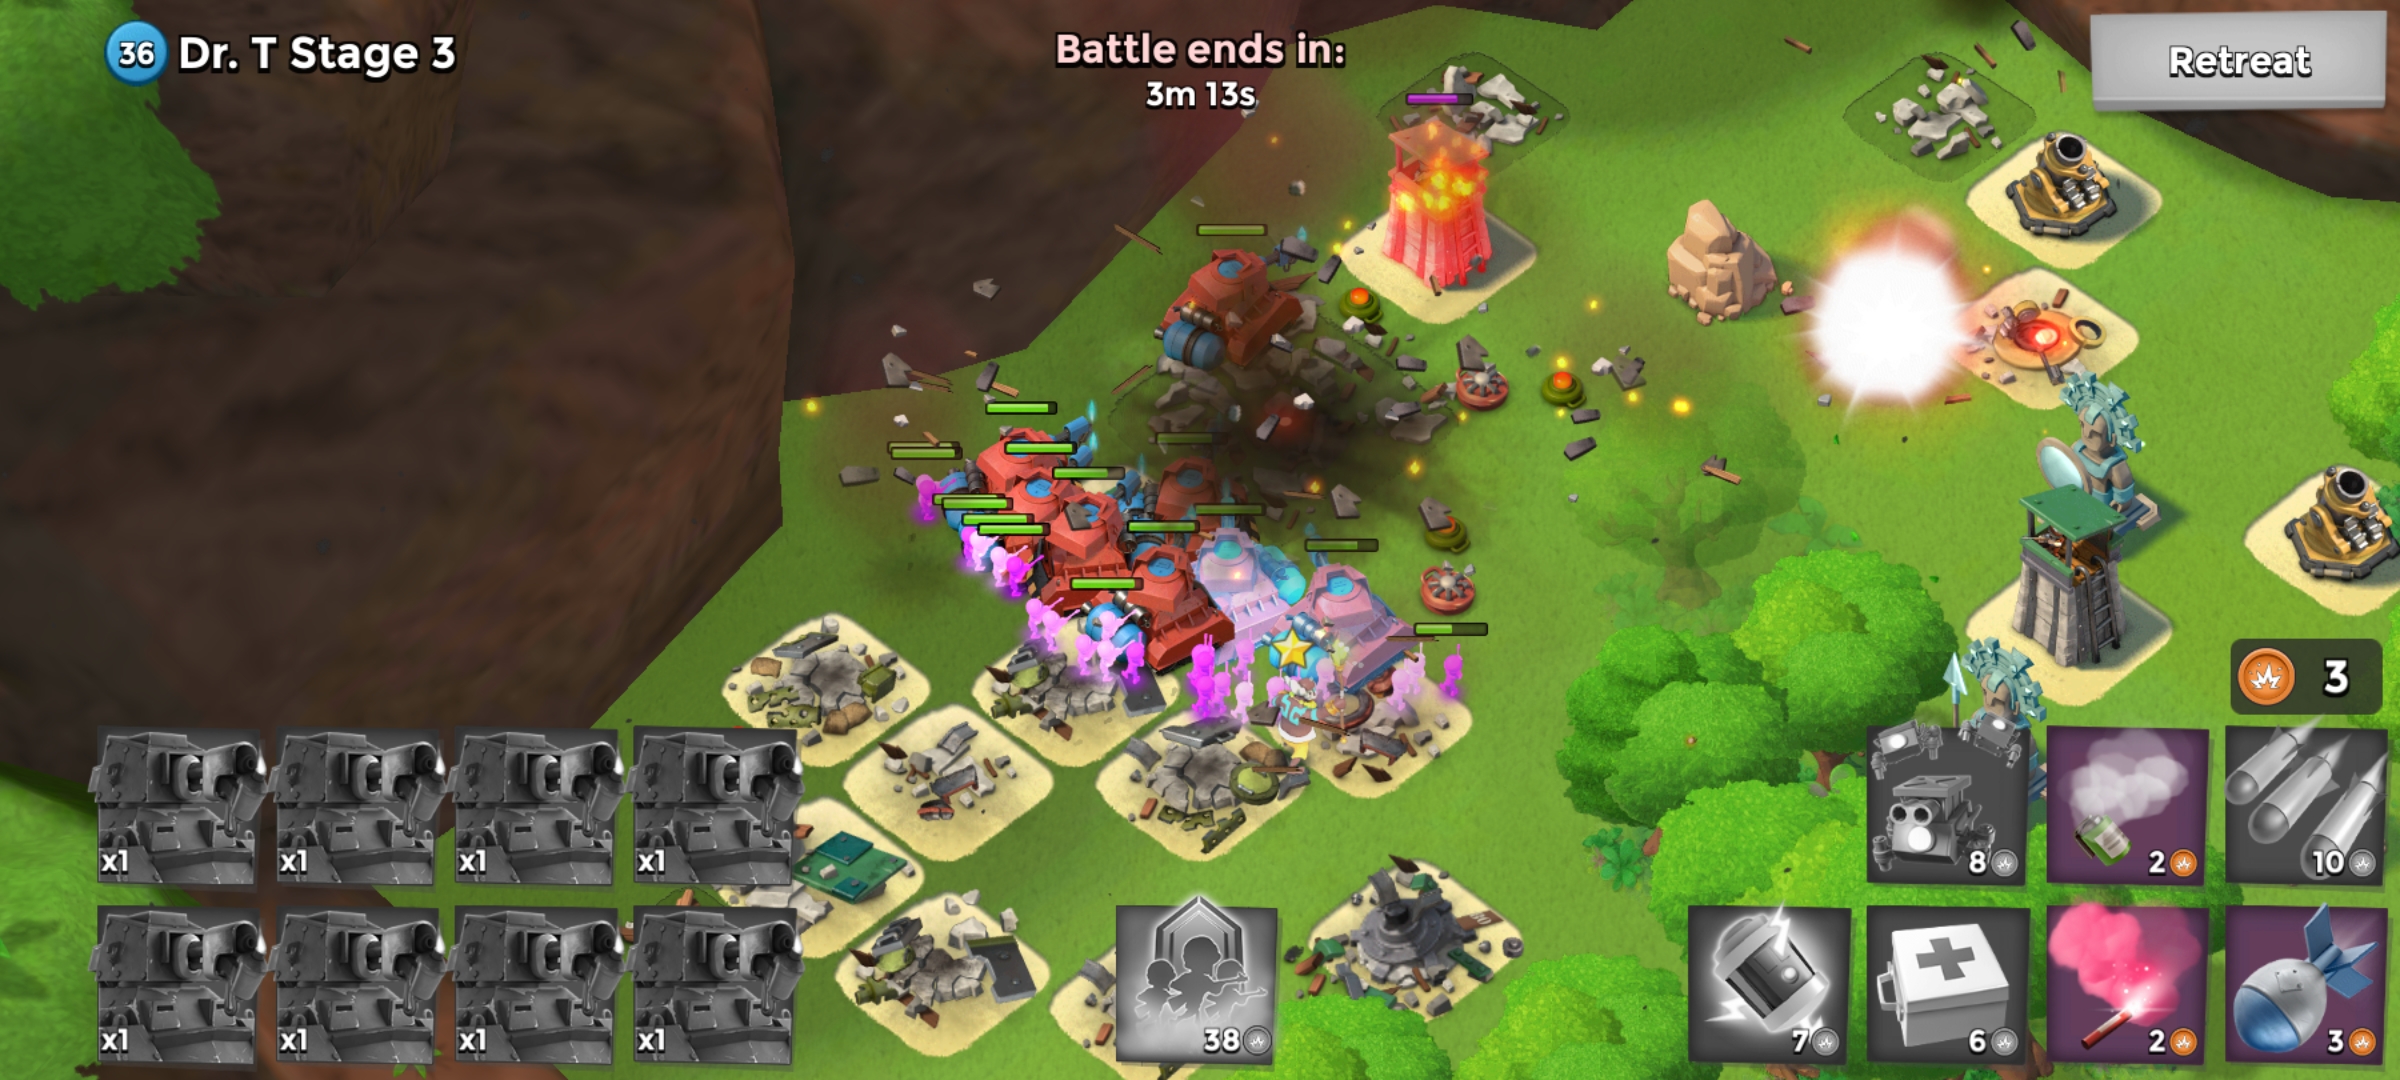 36 Dr. T Stage 3
Battle ends in:
3m 13s
Retreat
3
x1 x1 x1 x1
8 2 10
x1 x1 x1 x1
38 7 6 2 3